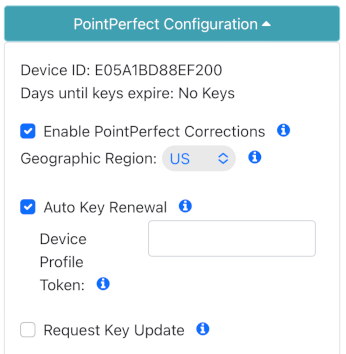 PointPerfect Configuration
Device ID: E05A1BD88EF200
Days until keys expire: No Keys
Enable PointPerfect Corrections
Geographic Region: US
Auto Key Renewal
Device
Profile
Token:
Request Key Update